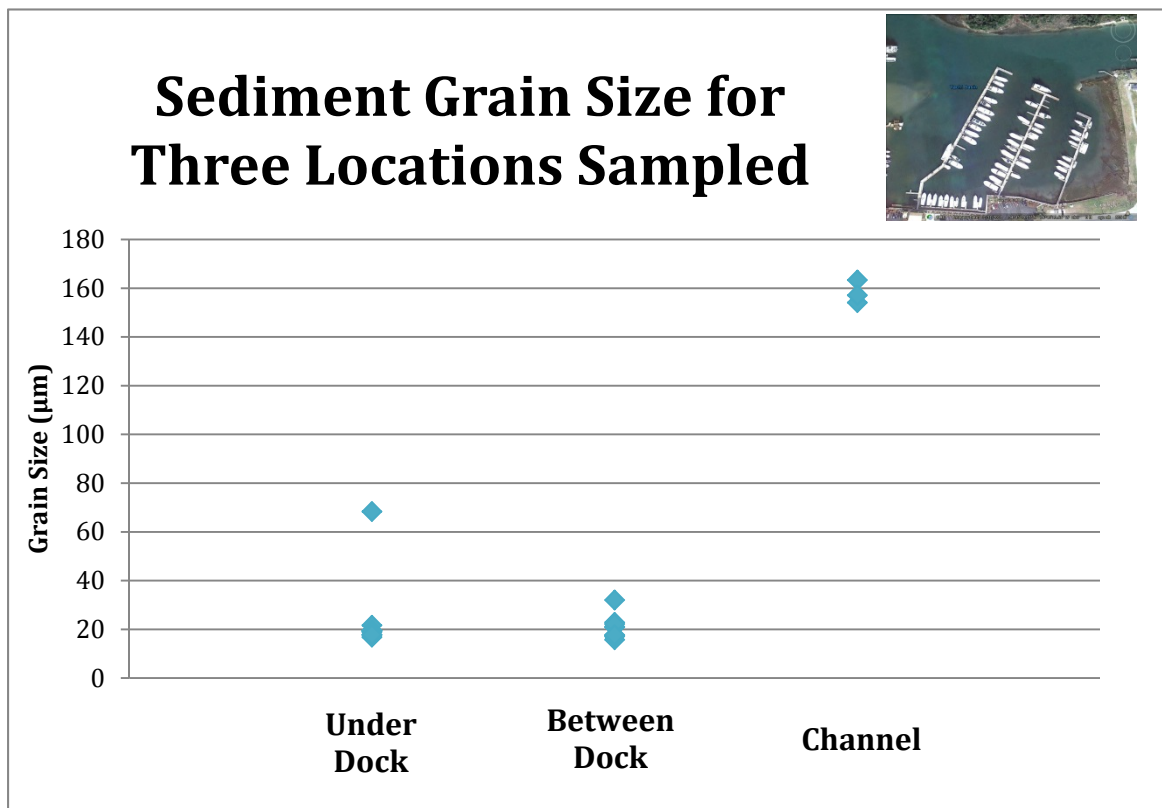 Sediment Grain Size for
Three Locations Sampled
180
160
140
120
100
80
60
40
20
0
Grain Size (μm)
Under
Dock
Between
Dock
Channel